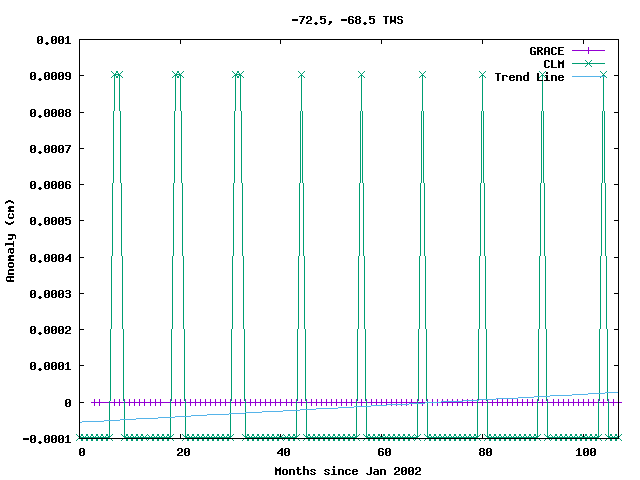 -72.5, -68.5 TWS
0.001
0.0009
0.0008
0.0007
0.0006
0.0005
0.0004
0.0003
0.0002
0.0001
0
-0.0001
Anomaly (cm)
GRACE
CLM
Trend Line
0 20 40 60 80 100
Months since Jan 2002